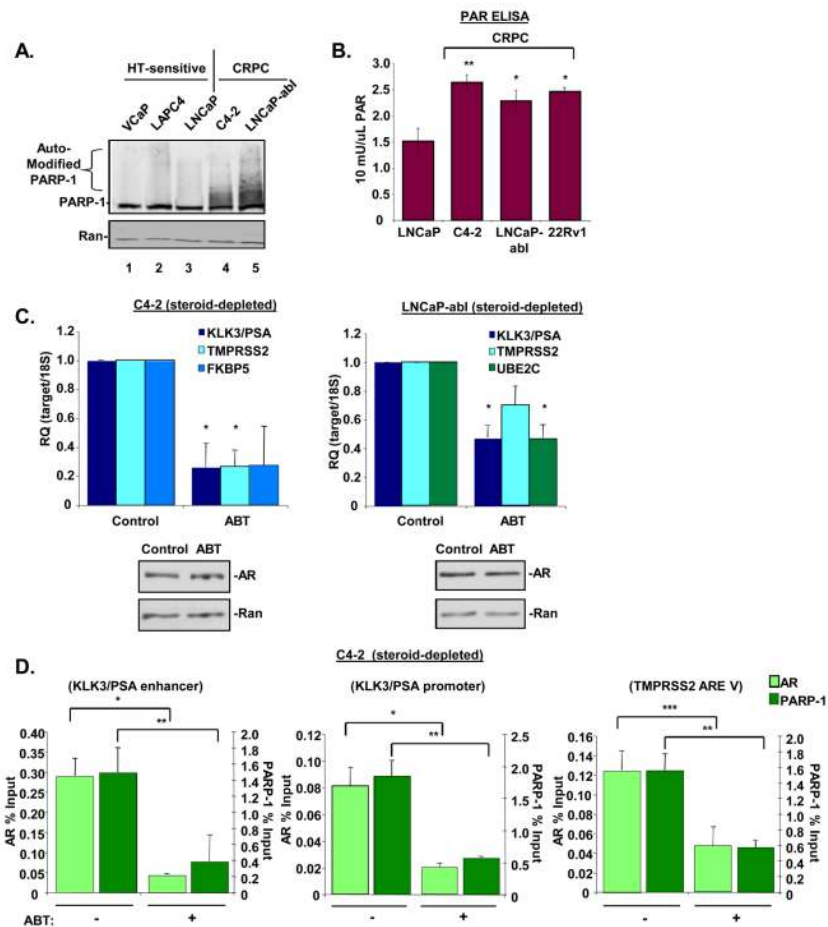 PAR ELISA
A.
HT-sensitive
CRPC
VCaP
LAPC4
LNCaP
C4-2
LNCaP-abl
Auto-
Modified
PARP-1
PARP-1-
Ran-
1 2 3 4 5
B.
CRPC
10 mU/uL PAR
3.0
2.5
2.0
1.5
1.0
0.5
0
**
*
*
LNCaP
C4-2
LNCaP-
abl
22Rv1
C.
C4-2 (steroid-depleted)
KLK3/PSA
TMPRSS2
FKBP5
RQ (target/18S)
1.2
1.0
0.8
0.6
0.4
0.2
0
* *
Control ABT
Control ABT
-AR
-Ran
LNCaP-abl (steroid-depleted)
KLK3/PSA
TMPRSS2
UBE2C
RQ (target/18S)
1.2
1.0
0.8
0.6
0.4
0.2
0
* *
Control ABT
Control ABT
-AR
-Ran
D.
C4-2 (steroid-depleted)
(KLK3/PSA enhancer)
*
**
AR % Input
0.40
0.35
0.30
0.25
0.20
0.15
0.10
0.05
0
PARP-1 % Input
2.0
1.8
1.6
1.4
1.2
1.0
0.8
0.6
0.4
0.2
0
ABT: - +
(KLK3/PSA promoter)
*
**
AR % Input
0.12
0.10
0.08
0.06
0.04
0.02
0
PARP-1 % Input
2.5
2.0
1.5
1.0
0.5
0
- +
(TMPRSS2 ARE V)
***
**
AR
PARP-1
AR % Input
0.16
0.14
0.12
0.10
0.08
0.06
0.04
0.02
0
PARP-1 % Input
2.0
1.8
1.6
1.4
1.2
1.0
0.8
0.6
0.4
0.2
0
- +